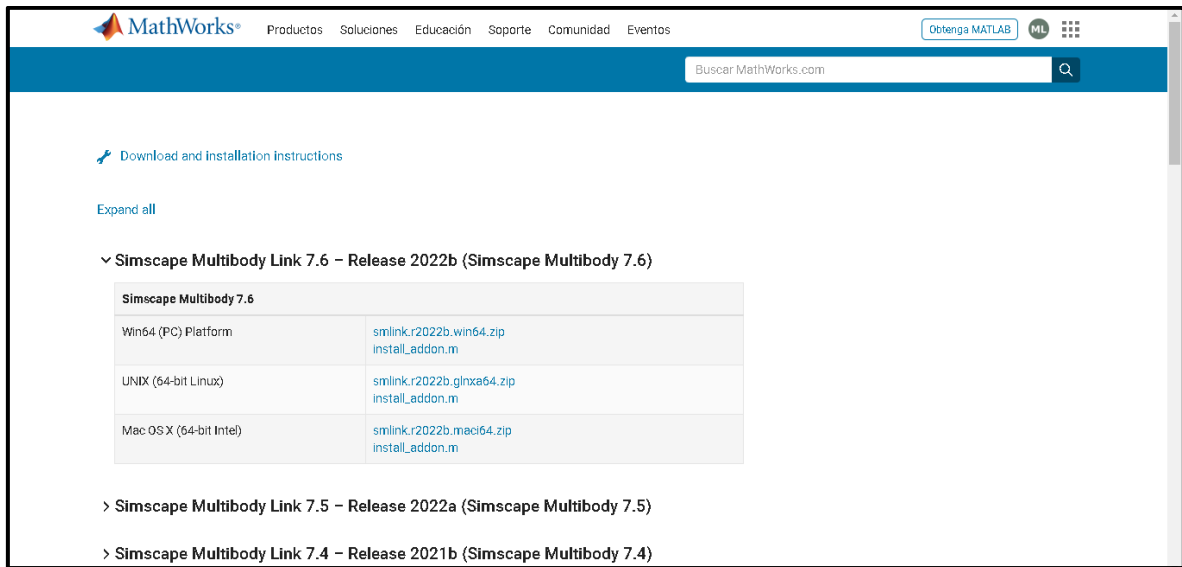 MathWorks® Productos Soluciones Educación Soporte Comunidad Eventos Obtenga MATLAB ML
Buscar MathWorks.com
Download and installation instructions
Expand all
Simscape Multibody Link 7.6 – Release 2022b (Simscape Multibody 7.6)
Simscape Multibody 7.6
Win64 (PC) Platform smlink.r2022b.win64.zip
install_addon.m
UNIX (64-bit Linux) smlink.r2022b.glnxa64.zip
install_addon.m
Mac OS X (64-bit Intel) smlink.r2022b.maci64.zip
install_addon.m
Simscape Multibody Link 7.5 – Release 2022a (Simscape Multibody 7.5)
Simscape Multibody Link 7.4 – Release 2021b (Simscape Multibody 7.4)